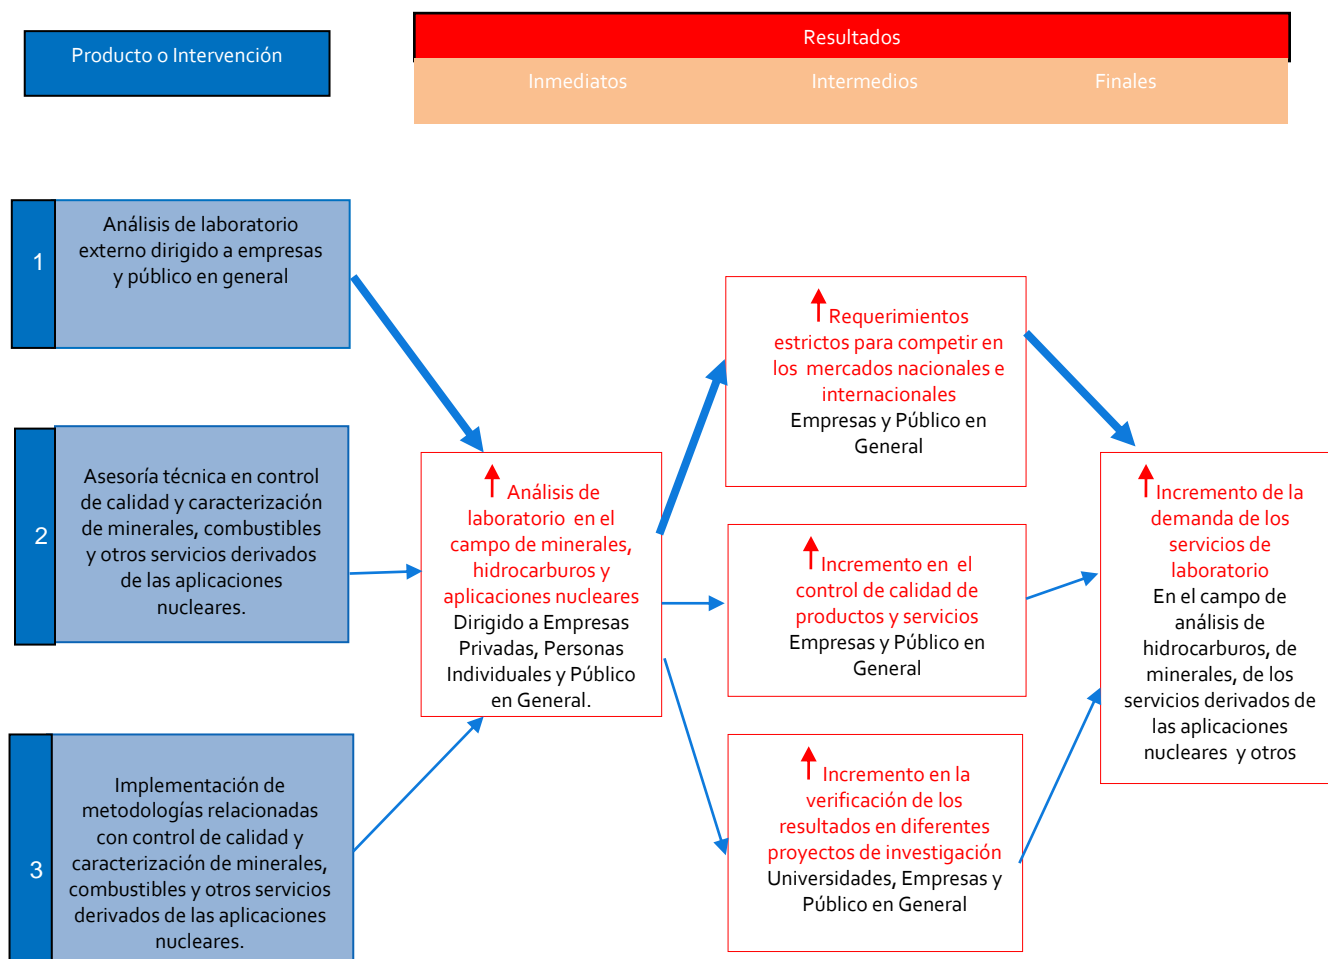 Producto o Intervención
Resultados
Inmediatos
Intermedios
Finales
1
Análisis de laboratorio
externo dirigido a empresas
y público en general
2
Asesoría técnica en control
de calidad y caracterización
de minerales, combustibles
y otros servicios derivados
de las aplicaciones
nucleares.
3
Implementación de
metodologías relacionadas
con control de calidad y
caracterización de minerales,
combustibles y otros servicios
derivados de las aplicaciones
nucleares.
Análisis de
laboratorio en el
campo de minerales,
hidrocarburos y
aplicaciones nucleares
Dirigido a Empresas
Privadas, Personas
Individuales y Público
en General.
Requerimientos
estrictos para competir en
los mercados nacionales e
internacionales
Empresas y Público en
General
Incremento en el
control de calidad de
productos y servicios
Empresas y Público en
General
Incremento en la
verificación de los
resultados en diferentes
proyectos de investigación
Universidades, Empresas y
Público en General
Incremento de la
demanda de los
servicios de
laboratorio
En el campo de
análisis de
hidrocarburos, de
minerales, de los
servicios derivados de
las aplicaciones
nucleares y otros